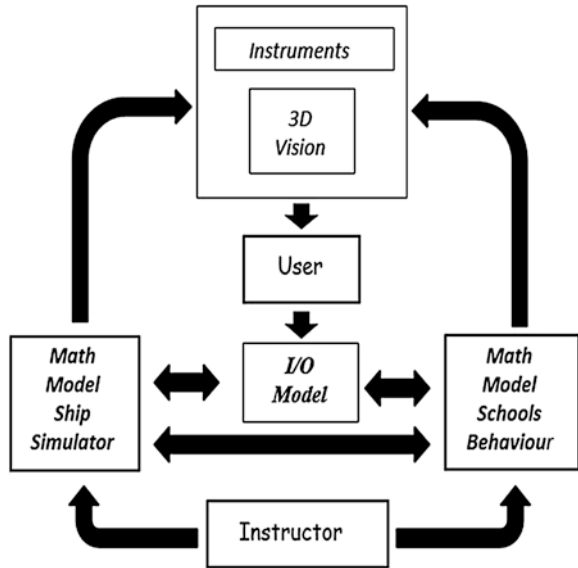 Instruments
3D
Vision
User
Math
Model
Ship
Simulator
I/O
Model
Math
Model
Schools
Behaviour
Instructor